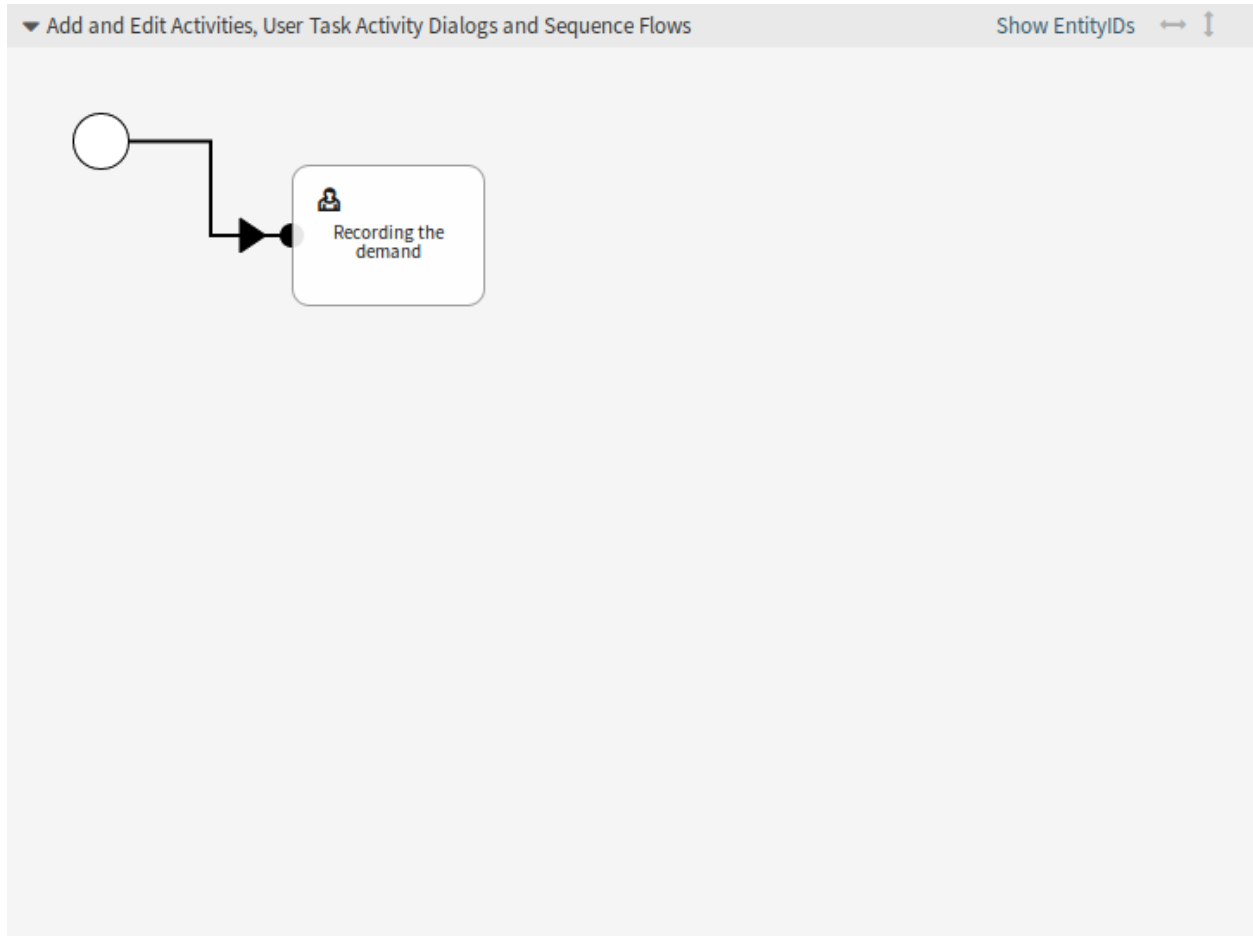 Add and Edit Activities, User Task Activity Dialogs and Sequence Flows
Show EntityIDs
Recording the
demand